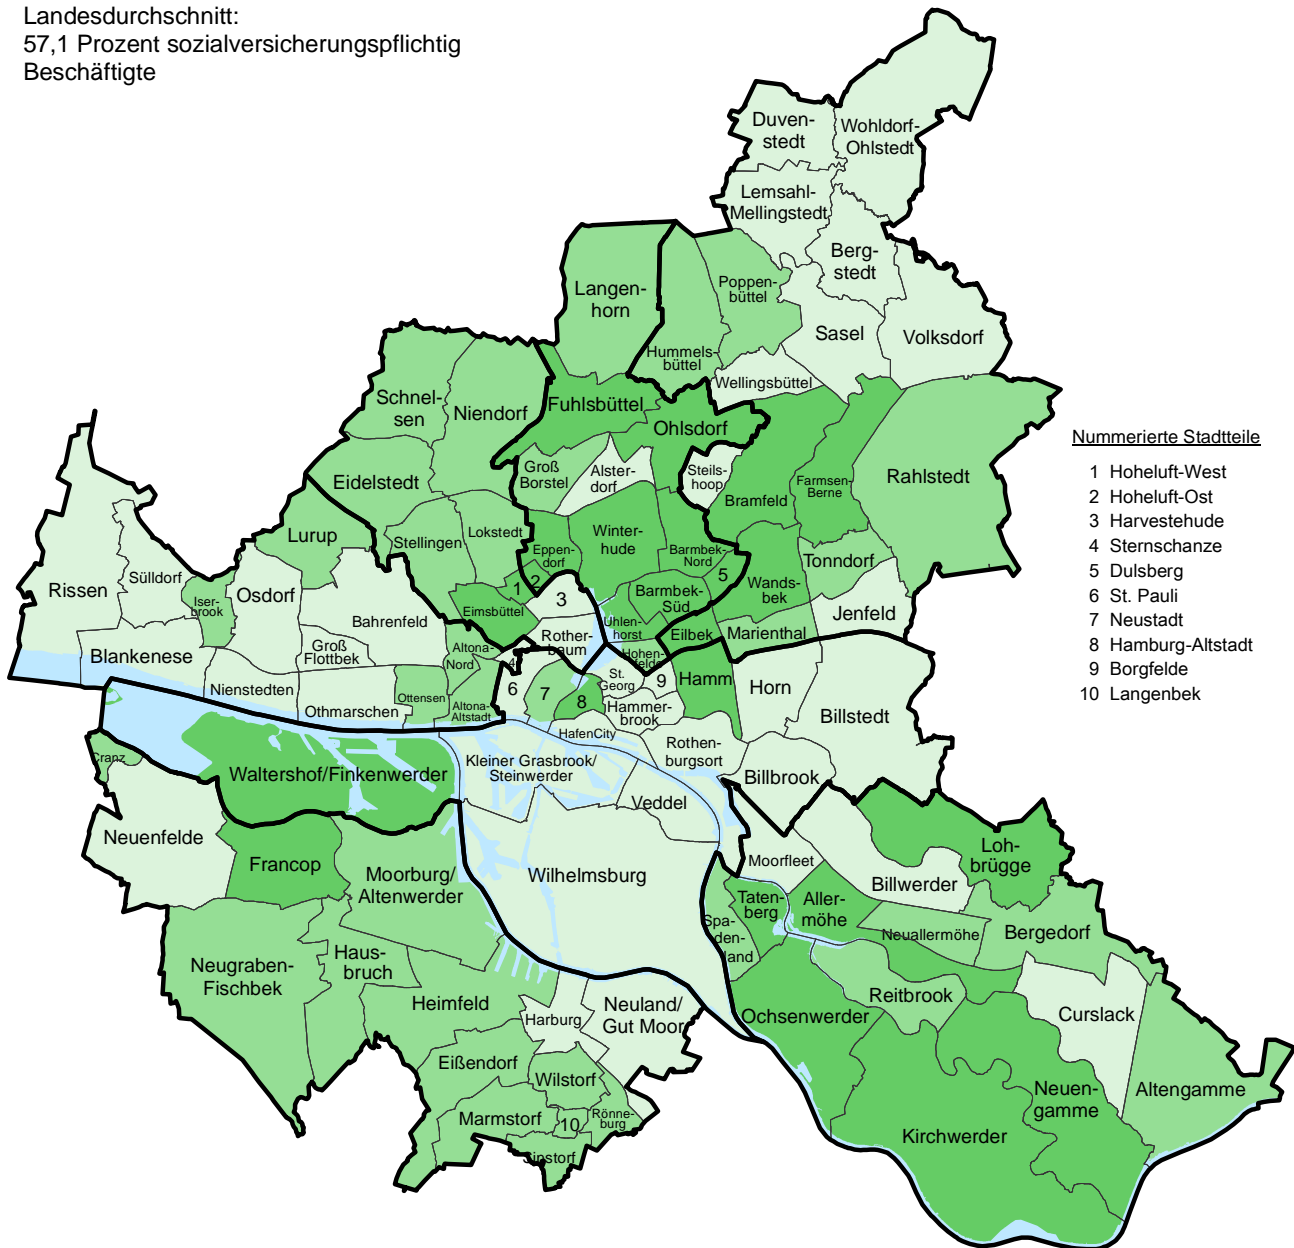 Landesdurchschnitt:
57,1 Prozent sozialversicherungspflichtig
Beschäftigte
Duven-
stedt
Wohldorf-
Ohlstedt
Lemsahl-
Mellingstedt
Berg-
stedt
Poppen-
büttel
Langen-
horn
Sasel
Volksdorf
Hummels-
büttel
Wellingsbüttel
Schnel-
sen
Niendorf
Fuhlsbüttel
Ohlsdorf
Groß
Borstel
Alster-
dorf
Steils-
hoop
Bramfeld
Farmsen-
Berne
Rahlstedt
Eidelstedt
Lurup
Stellingen
Lokstedt
Eppen-
dorf
Winter-
hude
Barmbek-
Nord
5
Tonndorf
Wands-
bek
Jenfeld
Rissen
Sülldorf
Iser-
brook
Osdorf
Bahrenfeld
Groß
Flottbek
Blankenese
Nienstedten
Othmarschen
Eimsbüttel
1
2
3
Barmbek-
Süd
Uhlen-
horst
Eilbek
Marienthal
Rother-
baum
Hohen-
felde
Altona-
Nord
4
Ottensen
Altona-
Altstadt
6
7
8
St.
Georg
9
Hamm
Horn
Billstedt
Hammer-
brook
HafenCity
Rothen-
burgsort
Billbrook
Cranz
Waltershof/Finkenwerder
Kleiner Grasbrook/
Steinwerder
Veddel
Neuenfelde
Francop
Moorburg/
Altenwerder
Wilhelmsburg
Moorfleet
Billwerder
Loh-
brügge
Tatenberg
Aller-
möhe
Spa-
den-
land
Neuallermöhe
Bergedorf
Neugraben-
Fischbek
Haus-
bruch
Heimfeld
Harburg
Neuland/
Gut Moor
Ochsenwerder
Reitbrook
Curslack
Eißendorf
Wilstorf
Marmstorf
10
Rönne-
burg
Sinstorf
Neuen-
gamme
Altengamme
Kirchwerder
Nummerierte Stadtteile
1 Hoheluft-West
2 Hoheluft-Ost
3 Harvestehude
4 Sternschanze
5 Dulsberg
6 St. Pauli
7 Neustadt
8 Hamburg-Altstadt
9 Borgfelde
10 Langenbek